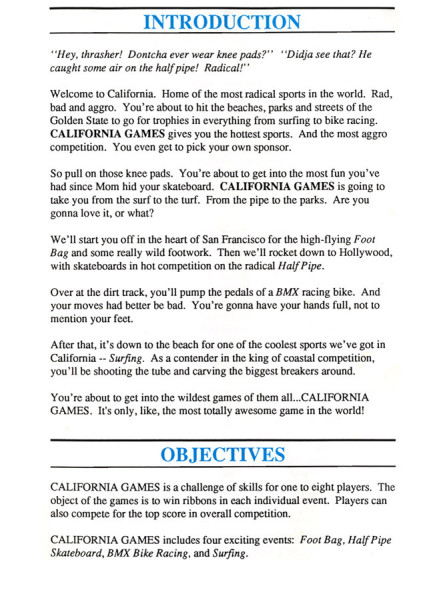 INTRODUCTION
"Hey, thrasher! Dontcha ever wear knee pads?" "Didja see that? He
caught some air on the halfpipe! Radical!"
Welcome to California. Home of the most radical sports in the world. Rad,
bad and aggro. You're about to hit the beaches, parks and streets of the
Golden State to go for trophies in everything from surfing to bike racing.
CALIFORNIA GAMES gives you the hottest sports. And the most aggro
competition. You even get to pick your own sponsor.
So pull on those knee pads. You're about to get into the most fun you've
had since Mom hid your skateboard. CALIFORNIA GAMES is going to
take you from the surf to the turf. From the pipe to the parks. Are you
gonna love it, or what?
We'll start you off in the heart of San Francisco for the high-flying Foot
Bag and some really wild footwork. Then we'll rocket down to Hollywood,
with skateboards in hot competition on the radical Half Pipe.
Over at the dirt track, you'll pump the pedals of a BMX racing bike. And
your moves had better be bad. You're gonna have your hands full, not to
mention your feet.
After that, it's down to the beach for one of the coolest sports we've got in
California -- Surfing. As a contender in the king of coastal competition,
you'll be shooting the tube and carving the biggest breakers around.
You're about to get into the wildest games of them all...CALIFORNIA
GAMES. It's only, like, the most totally awesome game in the world!
OBJECTIVES
CALIFORNIA GAMES is a challenge of skills for one to eight players. The
object of the games is to win ribbons in each individual event. Players can
also compete for the top score in overall competition.
CALIFORNIA GAMES includes four exciting events: Foot Bag, Half Pipe
Skateboard, BMX Bike Racing, and Surfing.